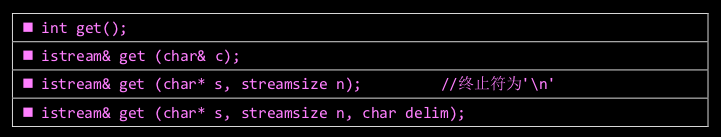 ■ int get();
■ istream& get (char& c);
■ istream& get (char* s, streamsize n); //终止符为'\n'
■ istream& get (char* s, streamsize n, char delim);